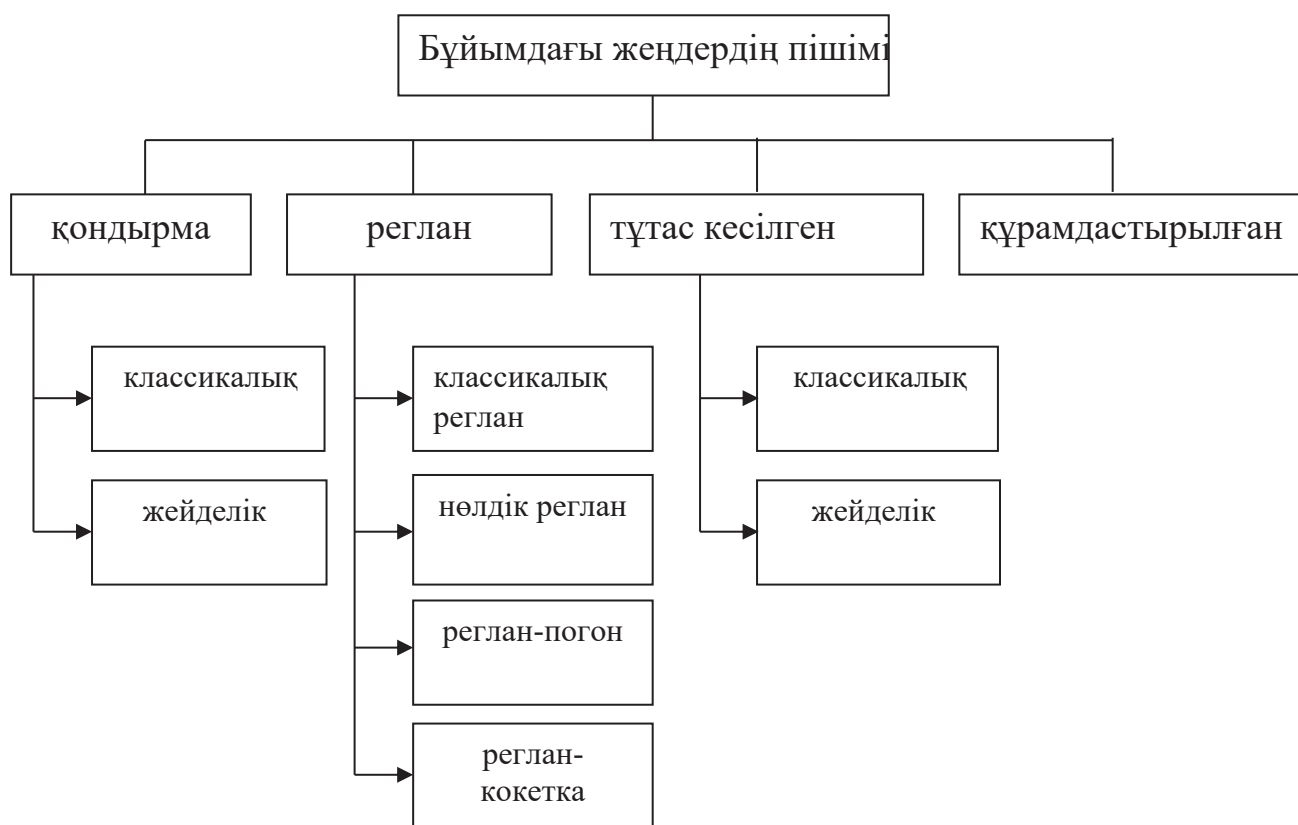 Бұйымдағы жеңдердің пішімі
қондырма
реглан
тұтас кесілген
құрамдастырылған
классикалық
классикалық
реглан
классикалық
жейделік
нөлдік реглан
жейделік
реглан-погон
реглан-
кокетка